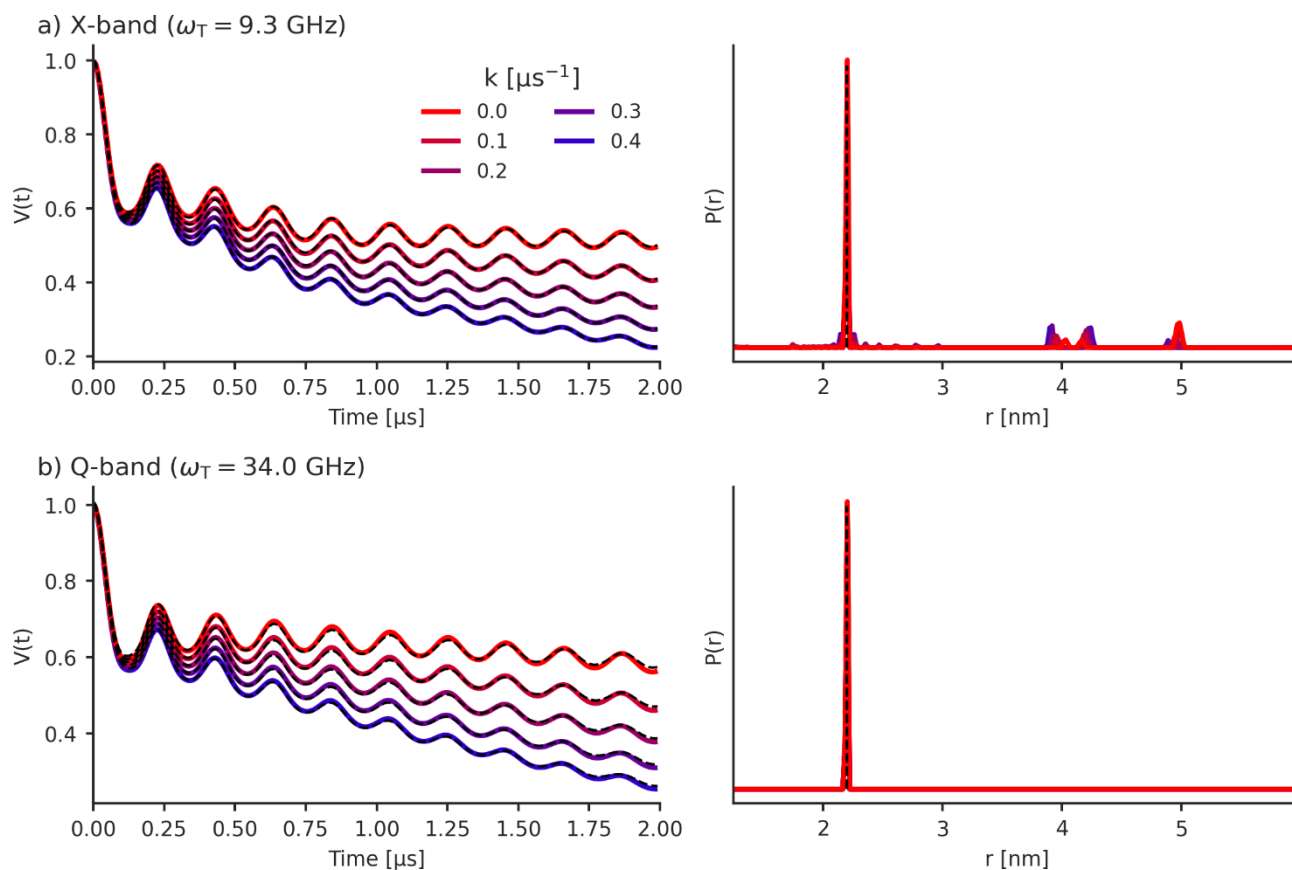 a) X-band (ωT = 9.3 GHz)
V(t)
1.0
0.8
0.6
0.4
0.2
k [μs−1]
0.0
0.3
0.1
0.4
0.2
0.00 0.25 0.50 0.75 1.00 1.25 1.50 1.75 2.00
Time [μs]
P(r)
2 3 4 5
r [nm]
b) Q-band (ωT = 34.0 GHz)
V(t)
1.0
0.8
0.6
0.4
0.00 0.25 0.50 0.75 1.00 1.25 1.50 1.75 2.00
Time [μs]
P(r)
2 3 4 5
r [nm]